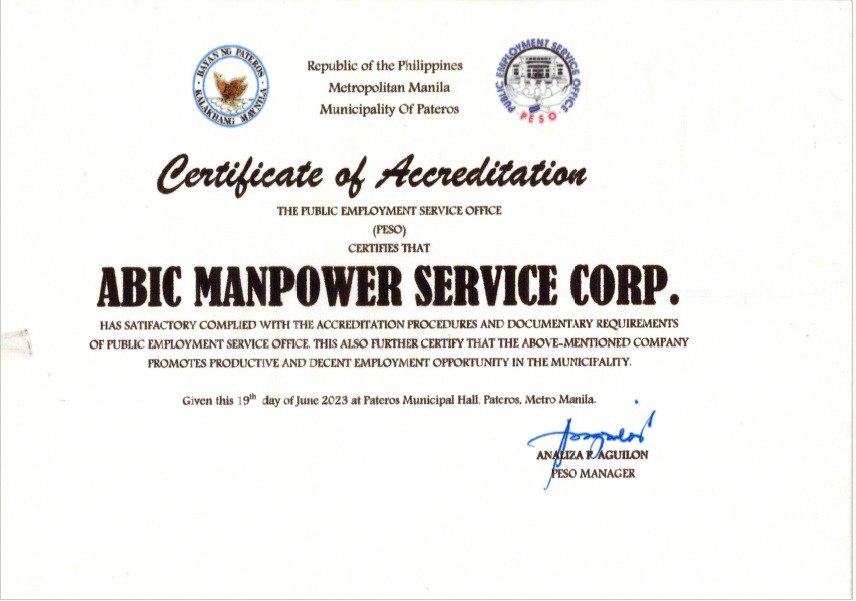 BAYAN NG PATEROS
KALAKHANG MAYNILA
Republic of the Philippines
Metropolitan Manila
Municipality Of Pateros
PUBLIC EMPLOYMENT SERVICE OFFICE
PESO
Certificate of Accreditation
THE PUBLIC EMPLOYMENT SERVICE OFFICE
(PESO)
CERTIFIES THAT
ABIC MANPOWER SERVICE CORP.
HAS SATIFACTORY COMPLIED WITH THE ACCREDITATION PROCEDURES AND DOCUMENTARY REQUIREMENTS
OF PUBLIC EMPLOYMENT SERVICE OFFICE. THIS ALSO FURTHER CERTIFY THAT THE ABOVE-MENTIONED COMPANY
PROMOTES PRODUCTIVE AND DECENT EMPLOYMENT OPPORTUNITY IN THE MUNICIPALITY.
Given this 19th day of June 2023 at Pateros Municipal Hall, Pateros, Metro Manila.
ANALIZA P. AGUILON
PESO MANAGER